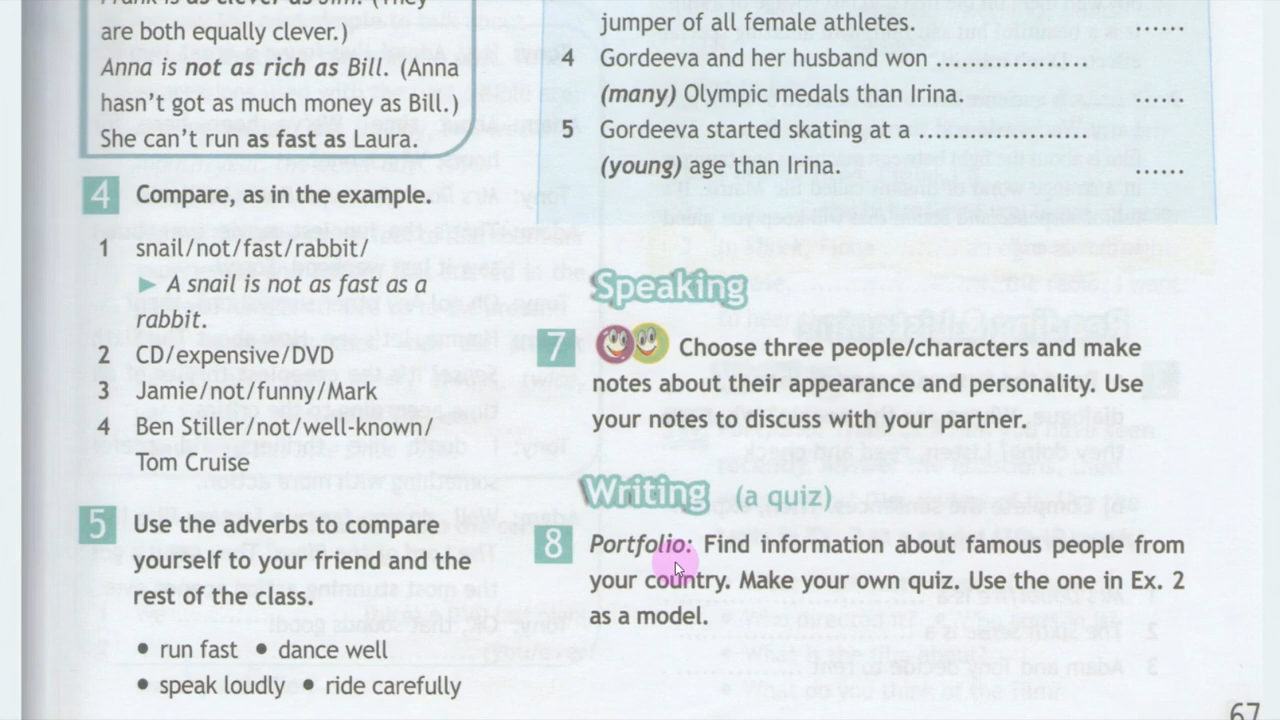 Frank is as clever as Jim. (They
are both equally clever.)
Anna is not as rich as Bill. (Anna
hasn't got as much money as Bill.)
She can't run as fast as Laura.
4 Compare, as in the example.
1 snail/not/fast/rabbit/
► A snail is not as fast as a
rabbit.
2 CD/expensive/DVD
3 Jamie/not/funny/Mark
4 Ben Stiller/not/well-known/
Tom Cruise
5 Use the adverbs to compare
yourself to your friend and the
rest of the class.
• run fast • dance well
• speak loudly • ride carefully
jumper of all female athletes. ......
4 Gordeeva and her husband won ..................
(many) Olympic medals than Irina. ......
5 Gordeeva started skating at a ..................
(young) age than Irina. ......
Speaking
7 Choose three people/characters and make
notes about their appearance and personality. Use
your notes to discuss with your partner.
Writing (a quiz)
8 Portfolio: Find information about famous people from
your country. Make your own quiz. Use the one in Ex. 2
as a model.
67